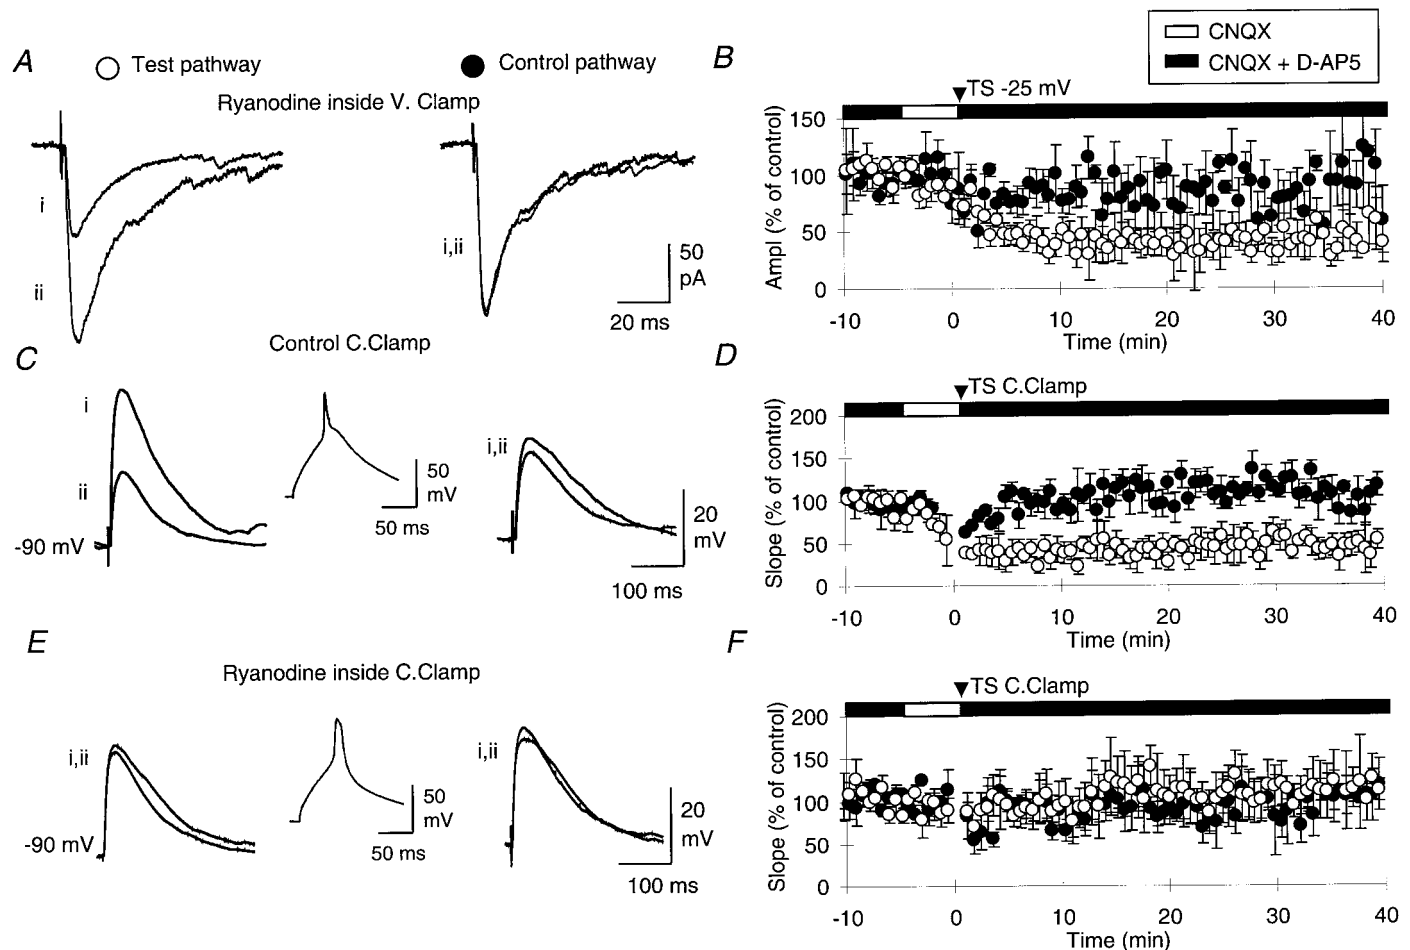 CNQX
CNQX + D-AP5
A
Test pathway
Control pathway
Ryanodine inside V. Clamp
i
ii
i,ii
50
pA
20 ms
B
TS -25 mV
Ampl (% of control)
150
100
50
0
-10
0
10
20
30
40
Time (min)
C
Control C.Clamp
i
ii
-90 mV
50
mV
50 ms
i,ii
20
mV
100 ms
D
TS C.Clamp
Slope (% of control)
200
150
100
50
0
-10
0
10
20
30
40
Time (min)
E
Ryanodine inside C.Clamp
i,ii
-90 mV
50
mV
50 ms
i,ii
20
mV
100 ms
F
TS C.Clamp
Slope (% of control)
200
150
100
50
0
-10
0
10
20
30
40
Time (min)